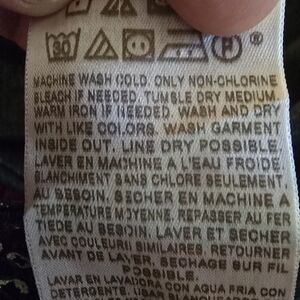 30 P ®
MACHINE WASH COLD. ONLY NON-CHLORINE
BLEACH IF NEEDED. TUMBLE DRY MEDIUM.
WARM IRON IF NEEDED. WASH AND DRY
WITH LIKE COLORS. WASH GARMENT
INSIDE OUT. LINE DRY POSSIBLE.
LAVER EN MACHINE A L'EAU FROIDE.
BLANCHIMENT SANS CHLORE SEULEMENT.
AU BESOIN. SECHER EN MACHINE A
TEMPERATURE MOYENNE. REPASSER AU FER
TIEDE AU BESOIN. LAVER ET SECHER
AVEC COULEURS SIMILAIRES. RETOURNER
AVANT DE LAVER. SECHAGE SUR FIL
POSSIBLE.
LAVAR EN LAVADORA CON AGUA FRIA CON
DETERGENTE. USAR